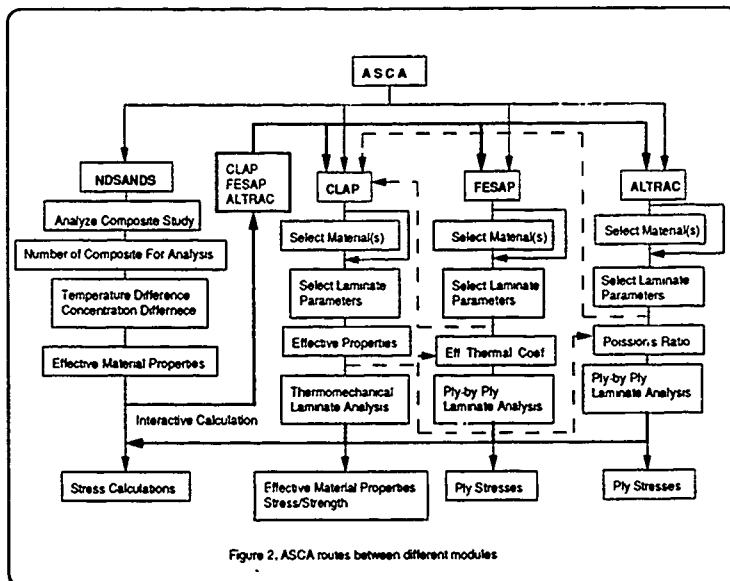 ASCA
NDSANDS
Analyze Composite Study
Number of Composite For Analysis
Temperature Difference
Concentration Differnece
Effective Material Properties
Interactive Calculation
Stress Calculations
CLAP
FESAP
ALTRAC
CLAP
Select Material(s)
Select Laminate
Parameters
Effective Properties
Thermomechanical
Laminate Analysis
Effective Material Properties
Stress/Strength
FESAP
Select Material(s)
Select Laminate
Parameters
Eff Thermal Coef
Ply-by Ply
Laminate Analysis
Ply Stresses
ALTRAC
Select Material(s)
Select Laminate
Parameters
Poission,s Ratio
Ply-by Ply
Laminate Analysis
Ply Stresses
Figure 2, ASCA routes between different modules